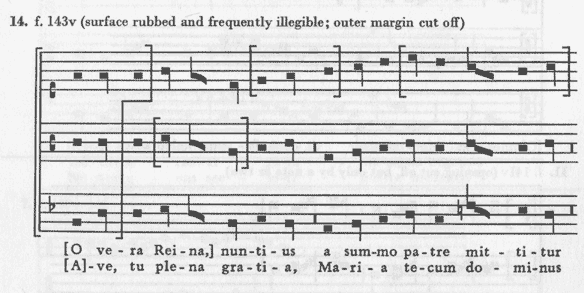 14. f. 143v (surface rubbed and frequently illegible; outer margin cut off)
[O ve - ra Rei - na,] nun - ti - us a sum - mo pa - tre mit - ti - tur
[A] - ve, tu ple - na gra - ti - a, Ma - ri - a te - cum do - mi - nus